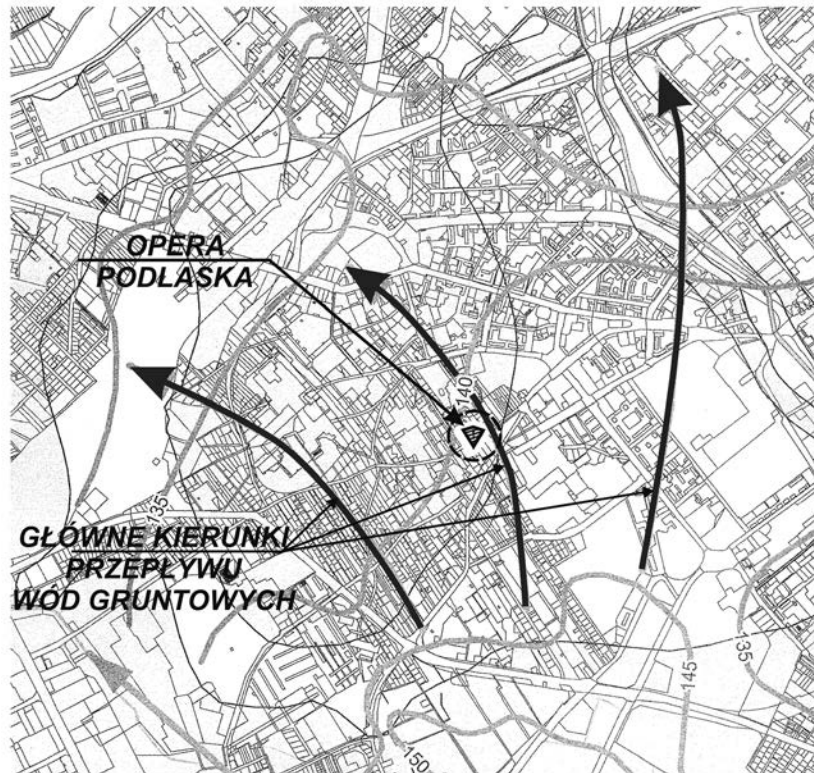 OPERA
PODLASKA
140
135
GŁÓWNE KIERUNKI
PRZEPŁYWU
WÓD GRUNTOWYCH
135
145
150